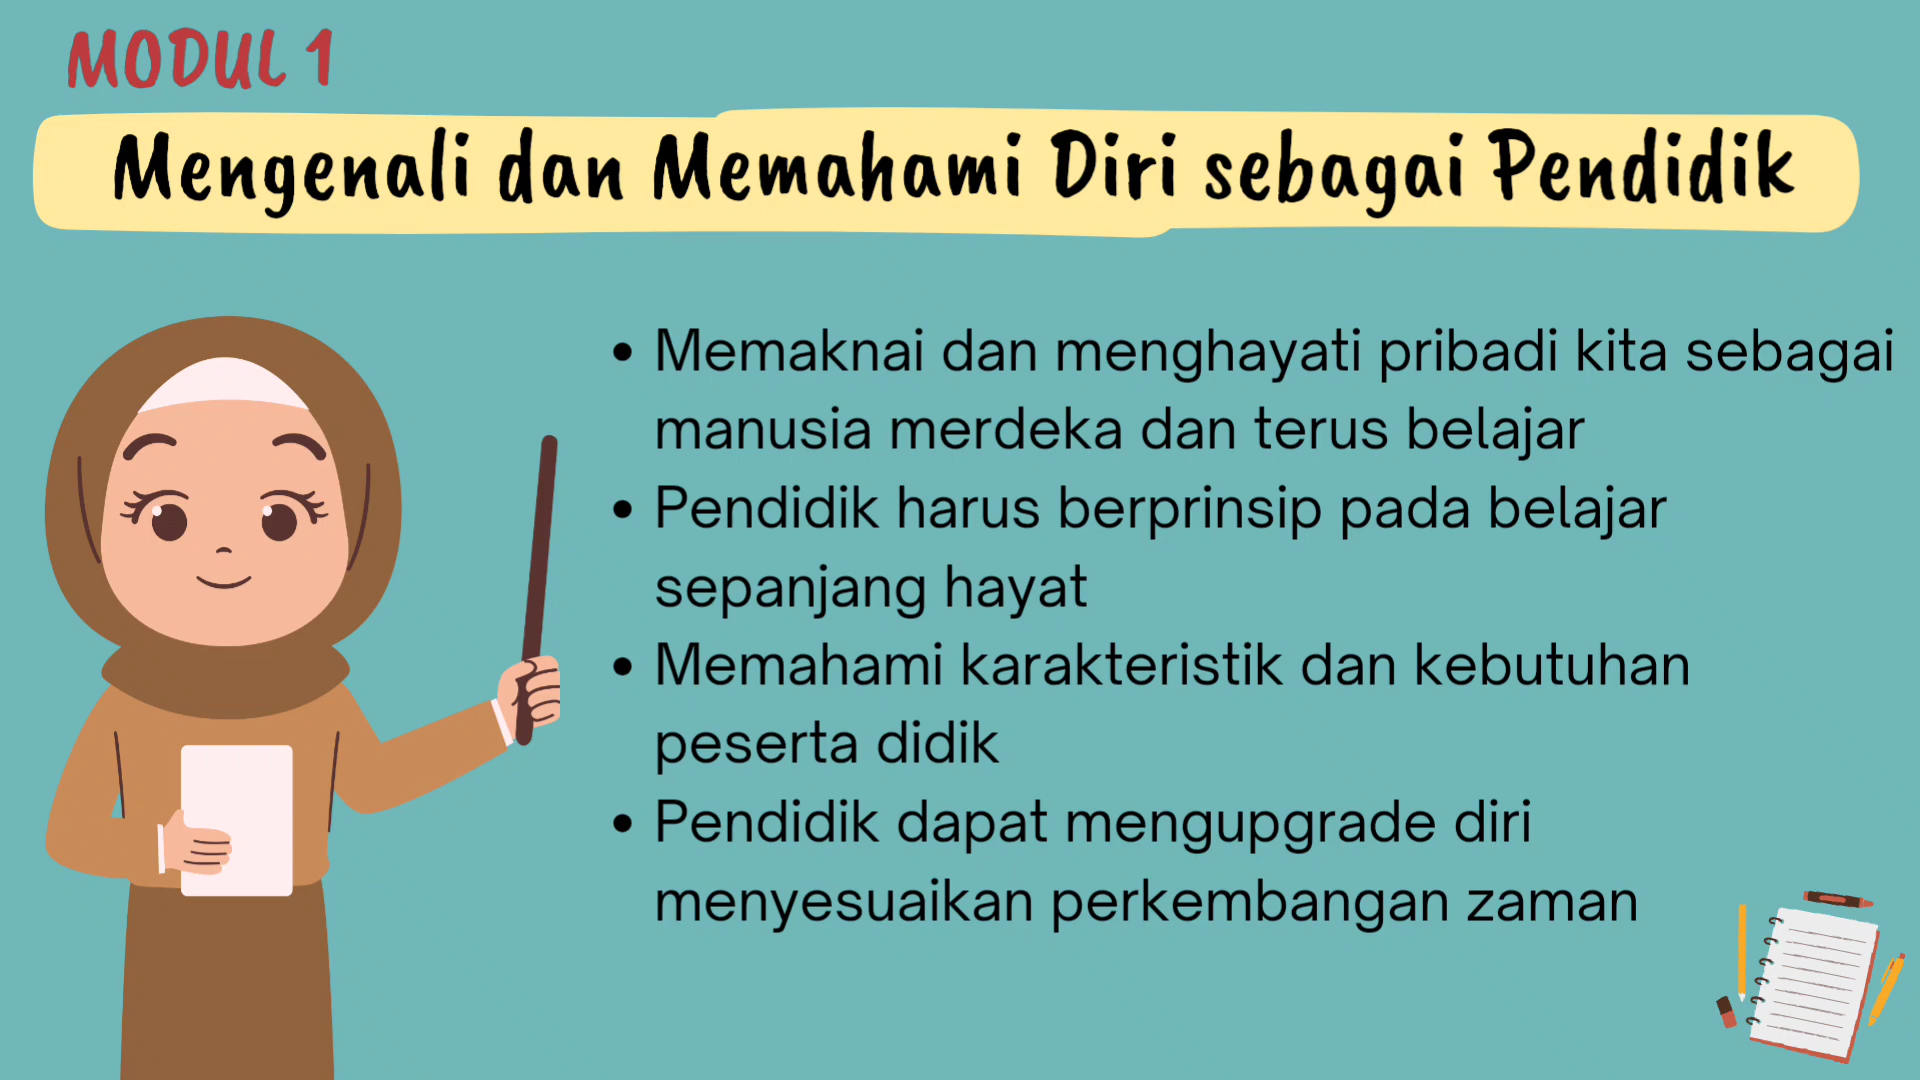 MODUL 1
Mengenali dan Memahami Diri sebagai Pendidik
• Memaknai dan menghayati pribadi kita sebagai
manusia merdeka dan terus belajar
• Pendidik harus berprinsip pada belajar
sepanjang hayat
• Memahami karakteristik dan kebutuhan
peserta didik
• Pendidik dapat mengupgrade diri
menyesuaikan perkembangan zaman